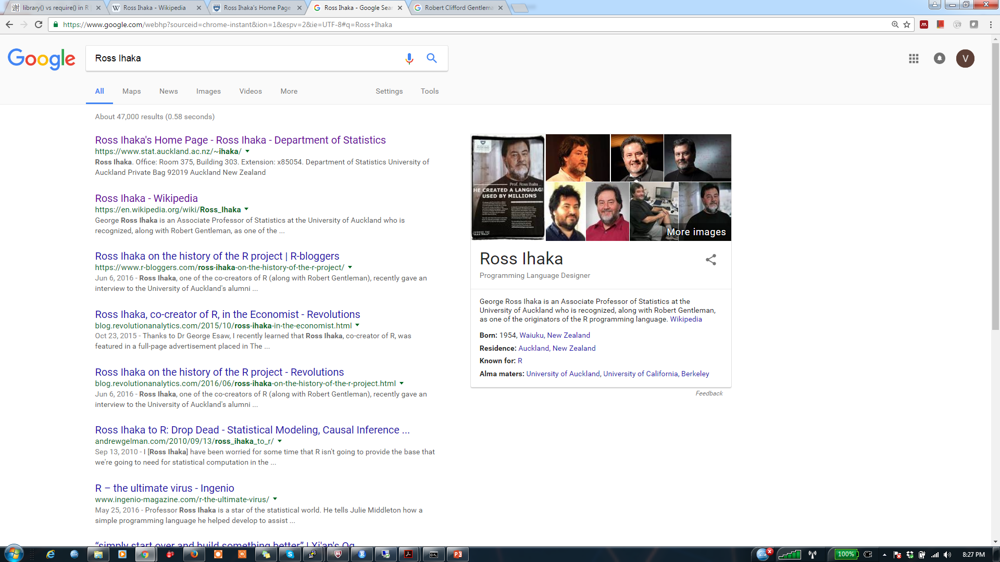 谢 library() vs require() in R
W Ross Ihaka - Wikipedia
Ross Ihaka's Home Page
Ross Ihaka - Google Sea
Robert Clifford Gentlema
https://www.google.com/webhp?sourceid=chrome-instant&ion=1&espv=2&ie=UTF-8#q=Ross+Ihaka
Google
Ross Ihaka
V
All Maps News Images Videos More Settings Tools
About 47,000 results (0.58 seconds)
Ross Ihaka's Home Page - Ross Ihaka - Department of Statistics
https://www.stat.auckland.ac.nz/~ihaka/
Ross Ihaka. Office: Room 375, Building 303. Extension: x85054. Department of Statistics University of
Auckland Private Bag 92019 Auckland New Zealand
Ross Ihaka - Wikipedia
https://en.wikipedia.org/wiki/Ross_Ihaka
George Ross Ihaka is an Associate Professor of Statistics at the University of Auckland who is
recognized, along with Robert Gentleman, as one of the ...
Ross Ihaka on the history of the R project | R-bloggers
https://www.r-bloggers.com/ross-ihaka-on-the-history-of-the-r-project/
Jun 6, 2016 - Ross Ihaka, one of the co-creators of R (along with Robert Gentleman), recently gave an
interview to the University of Auckland's alumni ...
Ross Ihaka, co-creator of R, in the Economist - Revolutions
blog.revolutionanalytics.com/2015/10/ross-ihaka-in-the-economist.html
Oct 23, 2015 - Thanks to Dr George Esaw, I recently learned that Ross Ihaka, co-creator of R, was
featured in a full-page advertisement placed in The ...
Ross Ihaka on the history of the R project - Revolutions
blog.revolutionanalytics.com/2016/06/ross-ihaka-on-the-history-of-the-r-project.html
Jun 6, 2016 - Ross Ihaka, one of the co-creators of R (along with Robert Gentleman), recently gave an
interview to the University of Auckland's alumni ...
Ross Ihaka to R: Drop Dead - Statistical Modeling, Causal Inference ...
andrewgelman.com/2010/09/13/ross_ihaka_to_r/
Sep 13, 2010 - I [Ross Ihaka] have been worried for some time that R isn't going to provide the base that
we're going to need for statistical computation in the ...
R – the ultimate virus - Ingenio
www.ingenio-magazine.com/r-the-ultimate-virus/
May 25, 2016 - Professor Ross Ihaka is a star of the statistical world. He tells Julie Middleton how a
simple programming language he helped develop to assist ...
“simply start over and build something better” | Xi'an's Og
Prof. Ross Ihaka
HE CREATED A LANGUAG
USED BY MILLIONS
More images
Ross Ihaka
Programming Language Designer
George Ross Ihaka is an Associate Professor of Statistics at the
University of Auckland who is recognized, along with Robert Gentleman,
as one of the originators of the R programming language. Wikipedia
Born: 1954, Waiuku, New Zealand
Residence: Auckland, New Zealand
Known for: R
Alma maters: University of Auckland, University of California, Berkeley
Feedback
100%
8:27 PM